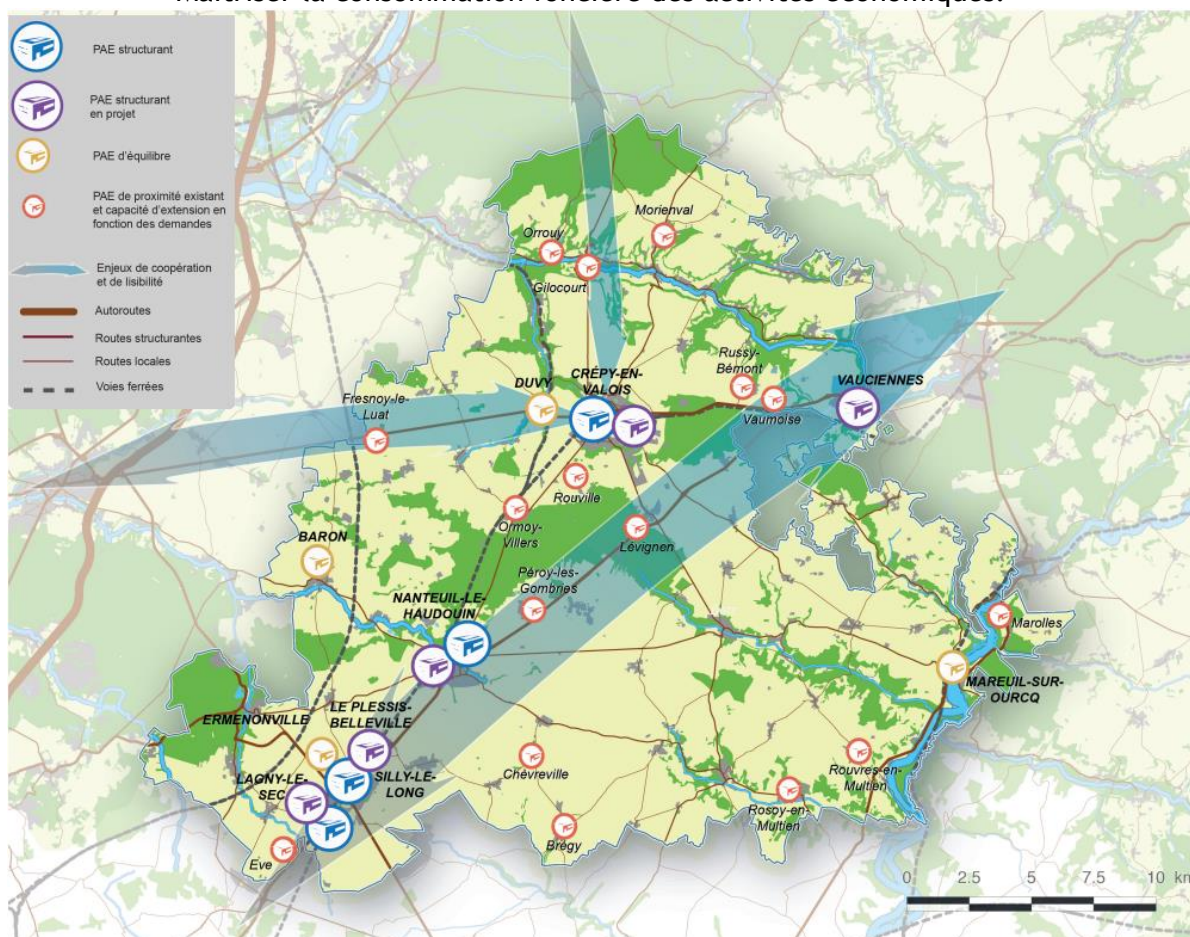 Maîtriser la consommation foncière des activités économiques.
PAE structurant
PAE structurant
en projet
PAE d'équilibre
PAE de proximité existant
et capacité d'extension en
fonction des demandes
Enjeux de coopération
et de lisibilité
Autoroutes
Routes structurantes
Routes locales
Voies ferrées
Morienval
Orrouy
Gilocourt
Russy-
Bémont
CRÉPY-EN-
VALOIS
DUVY
VAUCIENNES
Fresnoy-le-
Luat
Vaumoise
Rouville
Ormoy-
Villers
Lévignen
BARON
Péroy-les-
Gombries
NANTEUIL-LE-
HAUDOUIN
Marolles
MAREUIL-SUR-
OURCQ
LE PLESSIS-
BELLEVILLE
ERMENONVILLE
Chèvreville
Rouvres-en-
Multien
SILLY-LE-
LONG
LAGNY-LE-
SEC
Rosoy-en-
Multien
Brégy
Eve
0 2.5 5 7.5 10 km